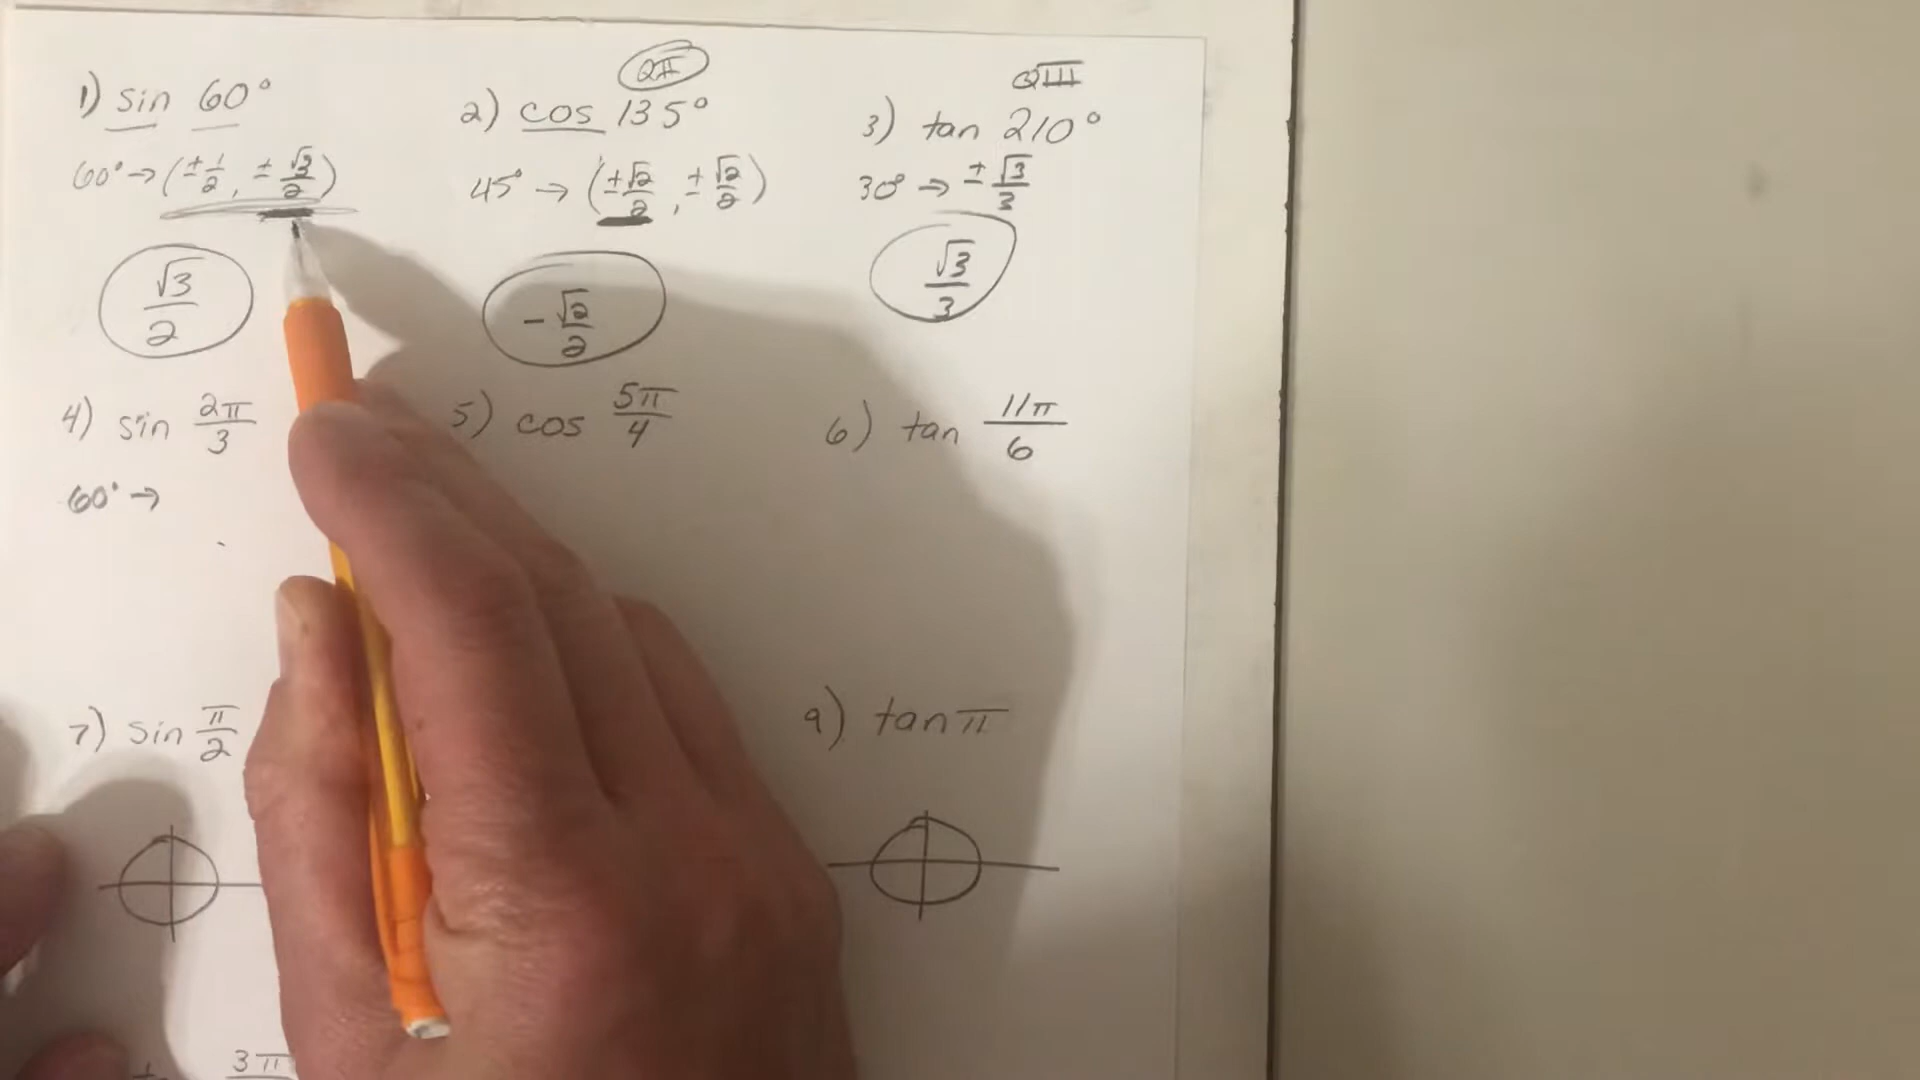 1) sin 60°
60° → (± 1/2, ± √3/2)
√3/2
QII
2) cos 135°
45° → (± √2/2, ± √2/2)
- √2/2
QIII
3) tan 210°
30° → ± √3/3
√3/3
4) sin 2π/3
60° →
5) cos 5π/4
6) tan 11π/6
7) sin π/2
9) tan π
3π